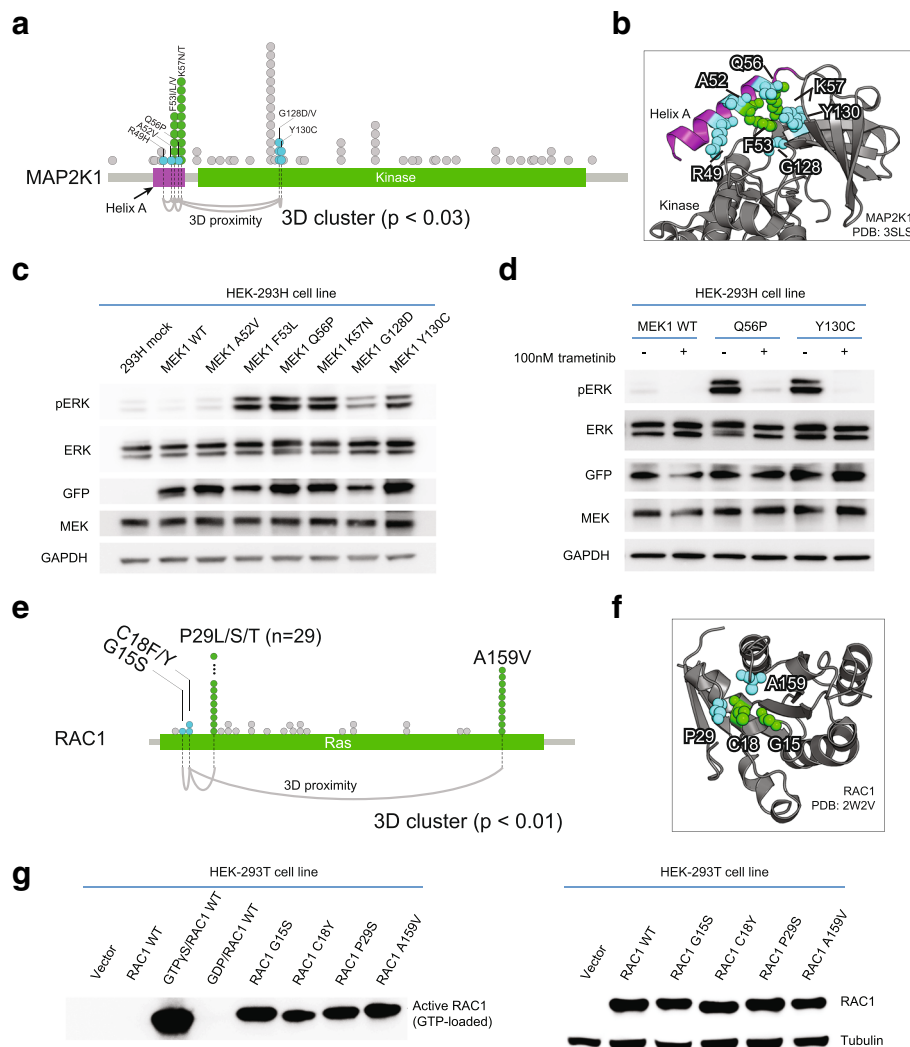 a
K57N/T
F53I/L/V
Q56P
A52V
R49H
G128D/V
Y130C
MAP2K1
Kinase
Helix A
3D proximity
3D cluster (p < 0.03)
b
Q56
A52
K57
Y130
Helix A
F53
R49
G128
Kinase
MAP2K1
PDB: 3SLS
c
HEK-293H cell line
293H mock
MEK1 WT
MEK1 A52V
MEK1 F53L
MEK1 Q56P
MEK1 K57N
MEK1 G128D
MEK1 Y130C
pERK
ERK
GFP
MEK
GAPDH
d
HEK-293H cell line
MEK1 WT Q56P Y130C
100nM trametinib - + - + - +
pERK
ERK
GFP
MEK
GAPDH
e
C18F/Y
G15S
P29L/S/T (n=29)
A159V
RAC1
Ras
3D proximity
3D cluster (p < 0.01)
f
A159
P29
C18 G15
RAC1
PDB: 2W2V
g
HEK-293T cell line
Vector
RAC1 WT
GTPγS/RAC1 WT
GDP/RAC1 WT
RAC1 G15S
RAC1 C18Y
RAC1 P29S
RAC1 A159V
Active RAC1
(GTP-loaded)
HEK-293T cell line
Vector
RAC1 WT
RAC1 G15S
RAC1 C18Y
RAC1 P29S
RAC1 A159V
RAC1
Tubulin